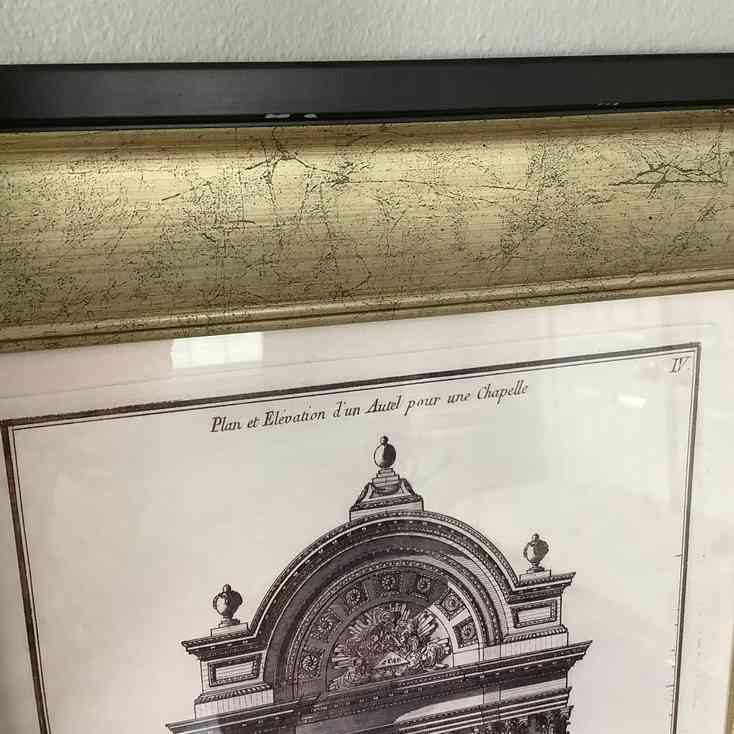 IV.
Plan et Elévation d'un Autel pour une Chapelle